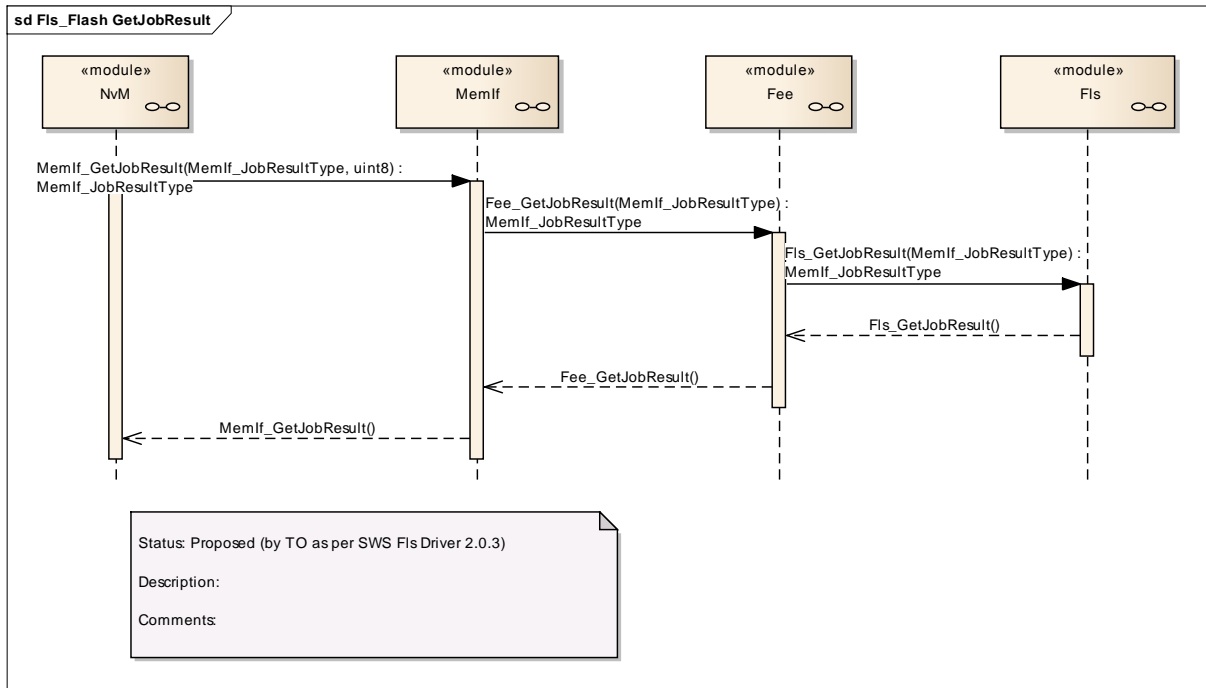 sd Fls_Flash GetJobResult
«module»
NvM
«module»
MemIf
«module»
Fee
«module»
Fls
MemIf_GetJobResult(MemIf_JobResultType, uint8) :
MemIf_JobResultType
Fee_GetJobResult(MemIf_JobResultType) :
MemIf_JobResultType
Fls_GetJobResult(MemIf_JobResultType) :
MemIf_JobResultType
Fls_GetJobResult()
Fee_GetJobResult()
MemIf_GetJobResult()
Status: Proposed (by TO as per SWS Fls Driver 2.0.3)
Description:
Comments: